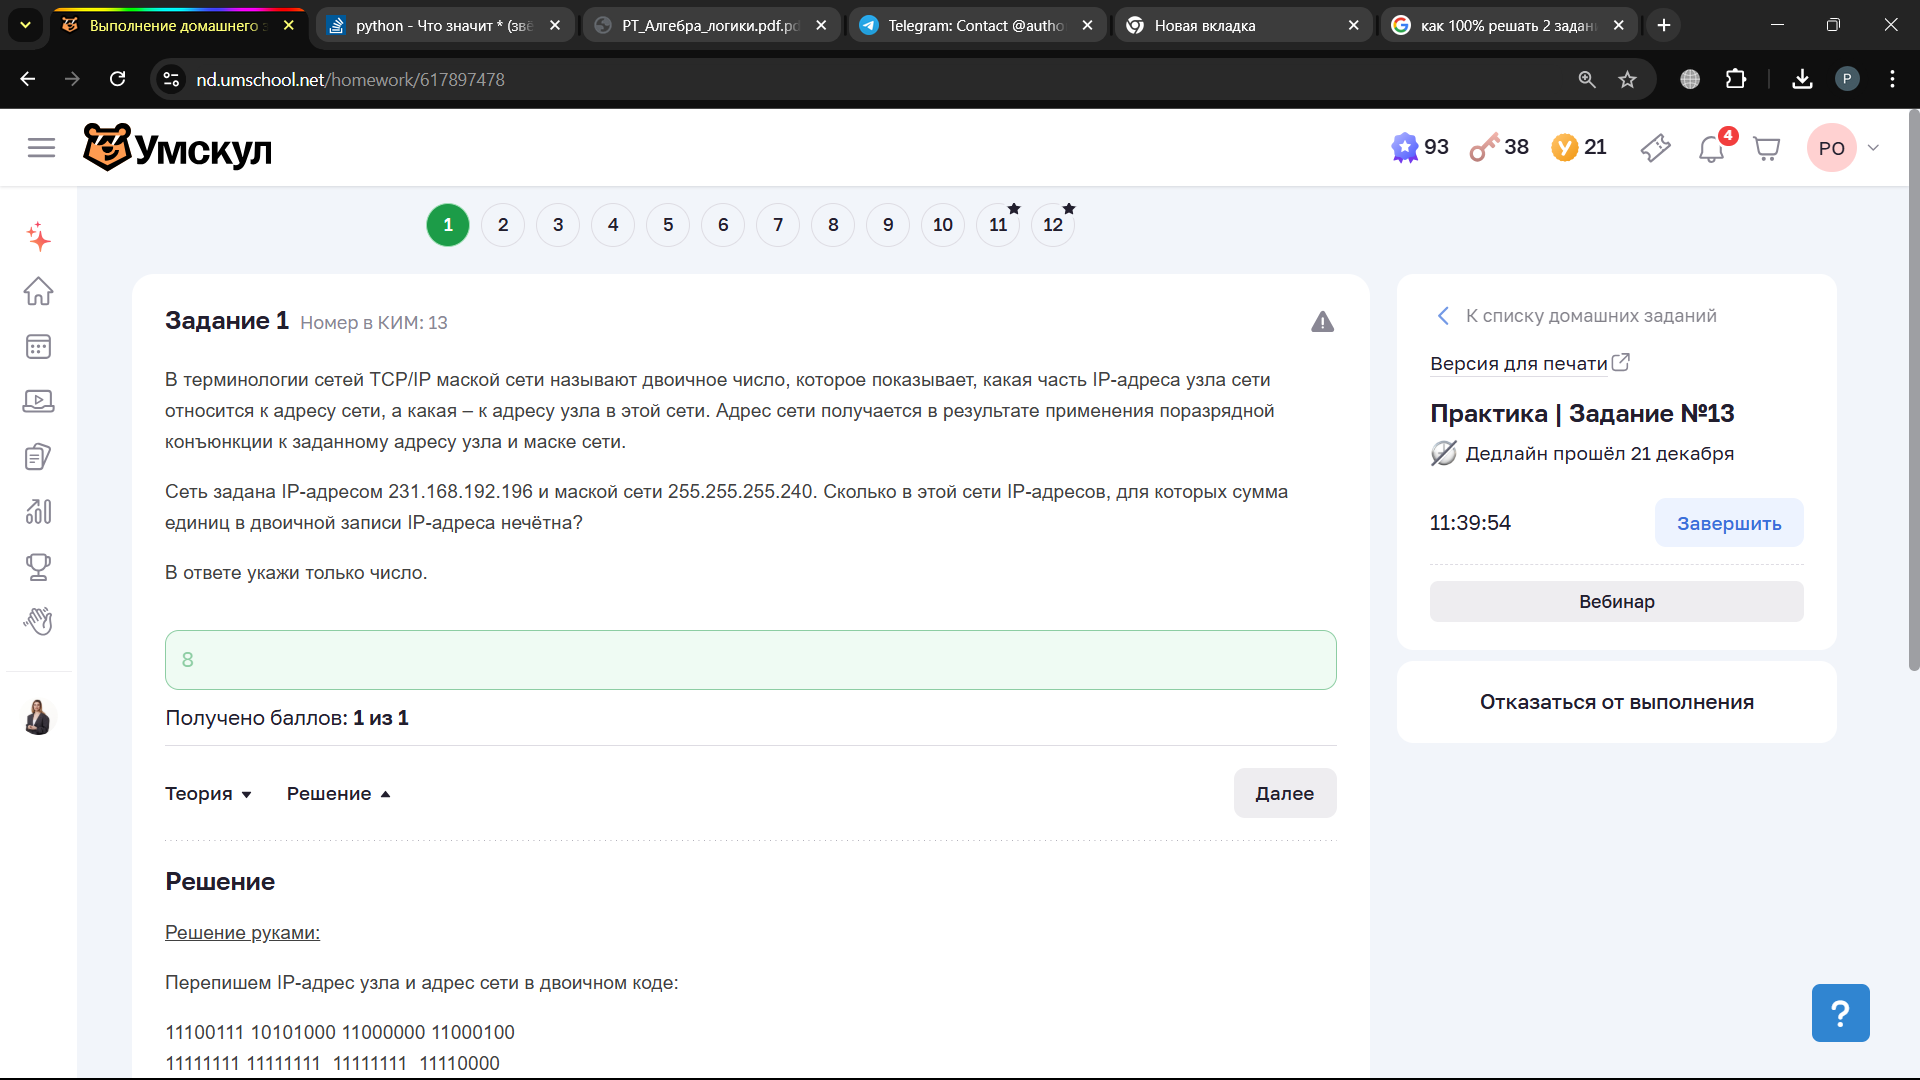 Выполнение домашнего з
python - Что значит * (звё
PT_Алгебра_логики.pdf.pd
Telegram: Contact @autho
Новая вкладка
как 100% решать 2 задан
nd.umschool.net/homework/617897478
P
Умскул
93
38
У
21
4
PO
1
2
3
4
5
6
7
8
9
10
11
12
Задание 1 Номер в КИМ: 13
В терминологии сетей TCP/IP маской сети называют двоичное число, которое показывает, какая часть IP-адреса узла сети
относится к адресу сети, а какая – к адресу узла в этой сети. Адрес сети получается в результате применения поразрядной
конъюнкции к заданному адресу узла и маске сети.
Сеть задана IP-адресом 231.168.192.196 и маской сети 255.255.255.240. Сколько в этой сети IP-адресов, для которых сумма
единиц в двоичной записи IP-адреса нечётна?
В ответе укажи только число.
8
Получено баллов: 1 из 1
Теория
Решение
Далее
Решение
Решение руками:
Перепишем IP-адрес узла и адрес сети в двоичном коде:
11100111 10101000 11000000 11000100
11111111 11111111 11111111 11110000
К списку домашних заданий
Версия для печати
Практика | Задание №13
Дедлайн прошёл 21 декабря
11:39:54
Завершить
Вебинар
Отказаться от выполнения
?